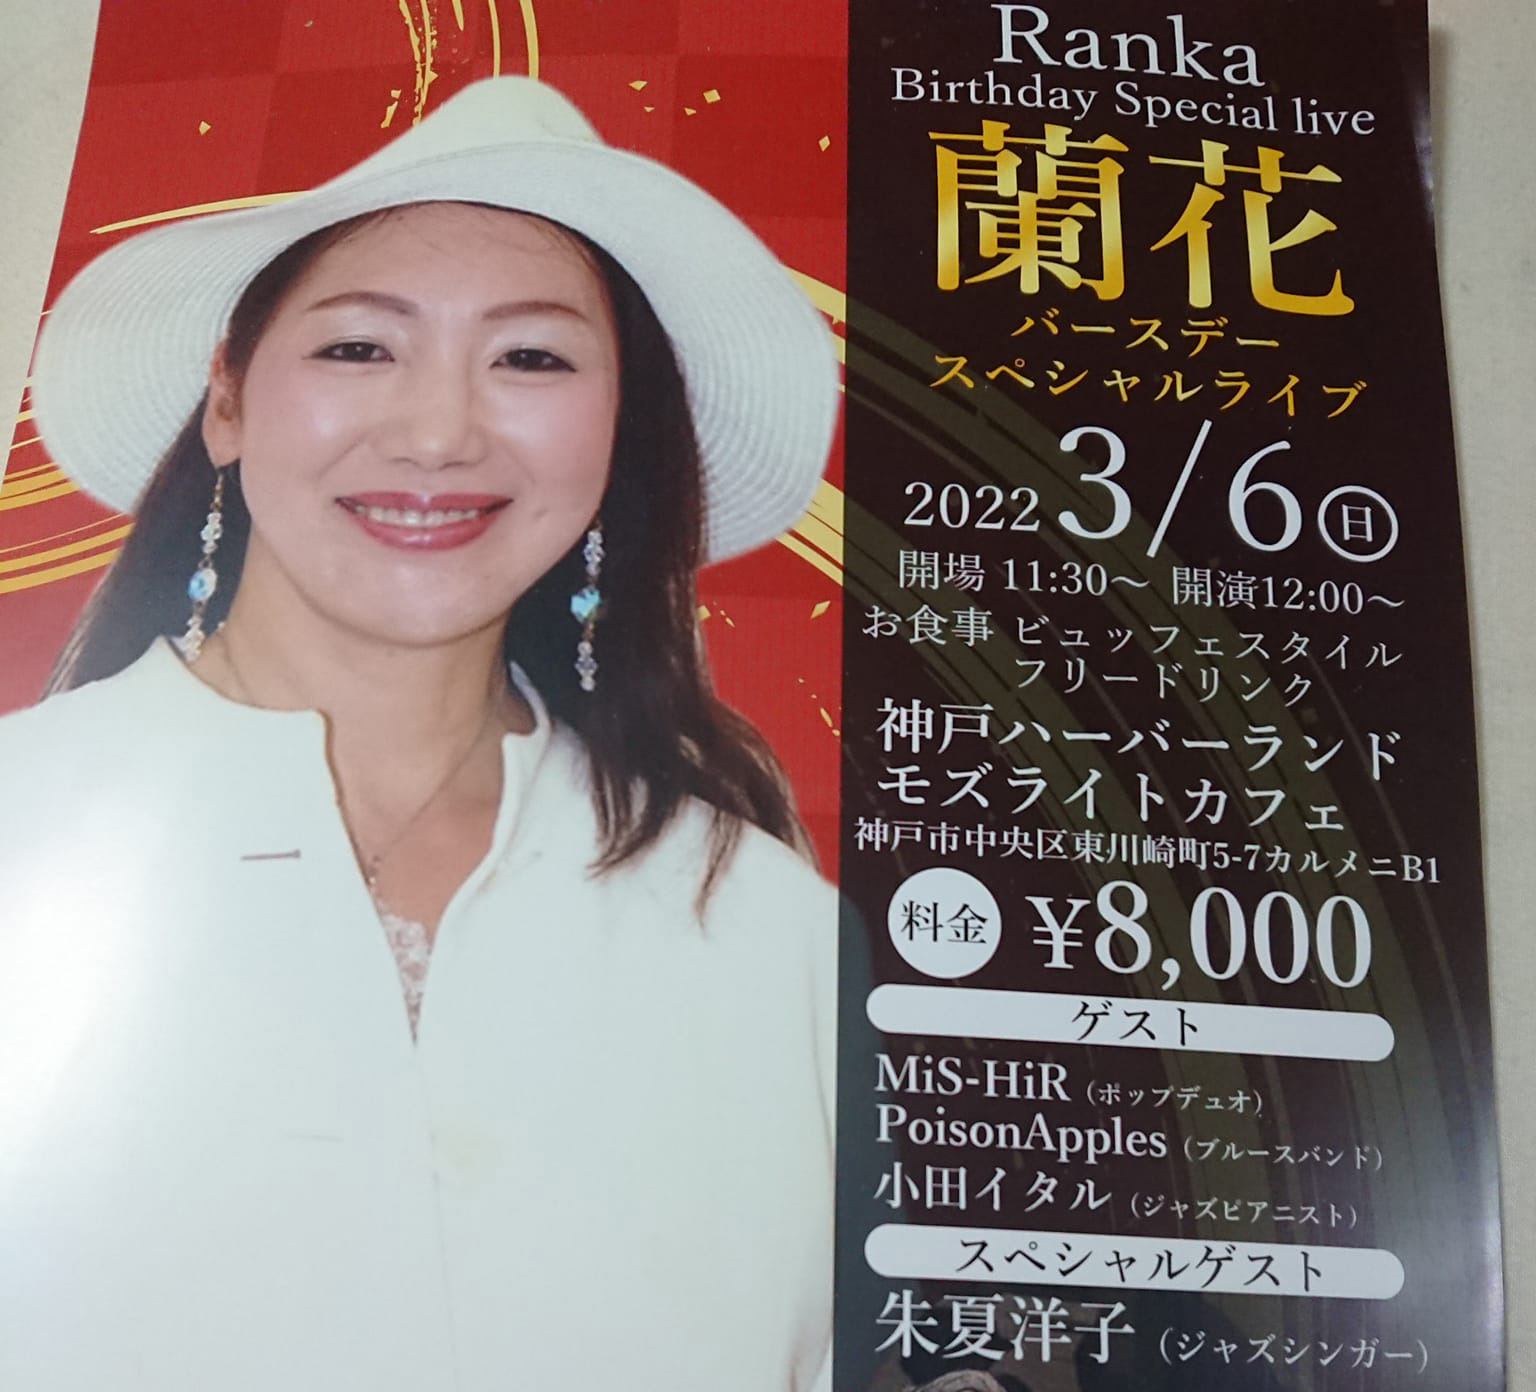 Ranka
Birthday Special live
蘭花
バースデー
スペシャルライブ
2022 3/6 日
開場 11:30〜 開演12:00〜
お食事 ビュッフェスタイル
フリードリンク
神戸ハーバーランド
モズライトカフェ
神戸市中央区東川崎町5-7カルメニB1
料金 ¥8,000
ゲスト
MiS-HiR（ポップデュオ）
PoisonApples（ブルースバンド）
小田イタル（ジャズピアニスト）
スペシャルゲスト
朱夏洋子（ジャズシンガー）